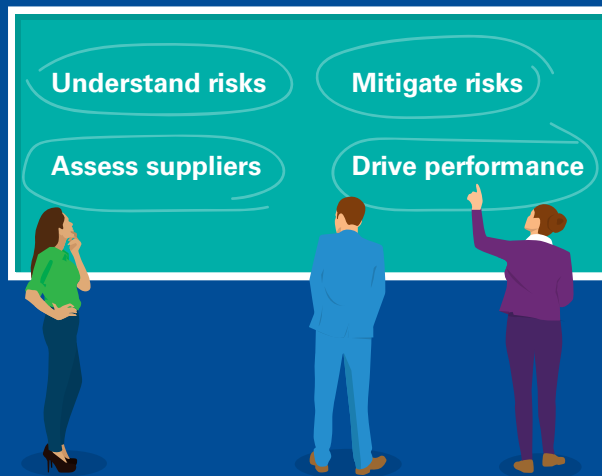 Understand risks
Mitigate risks
Assess suppliers
Drive performance